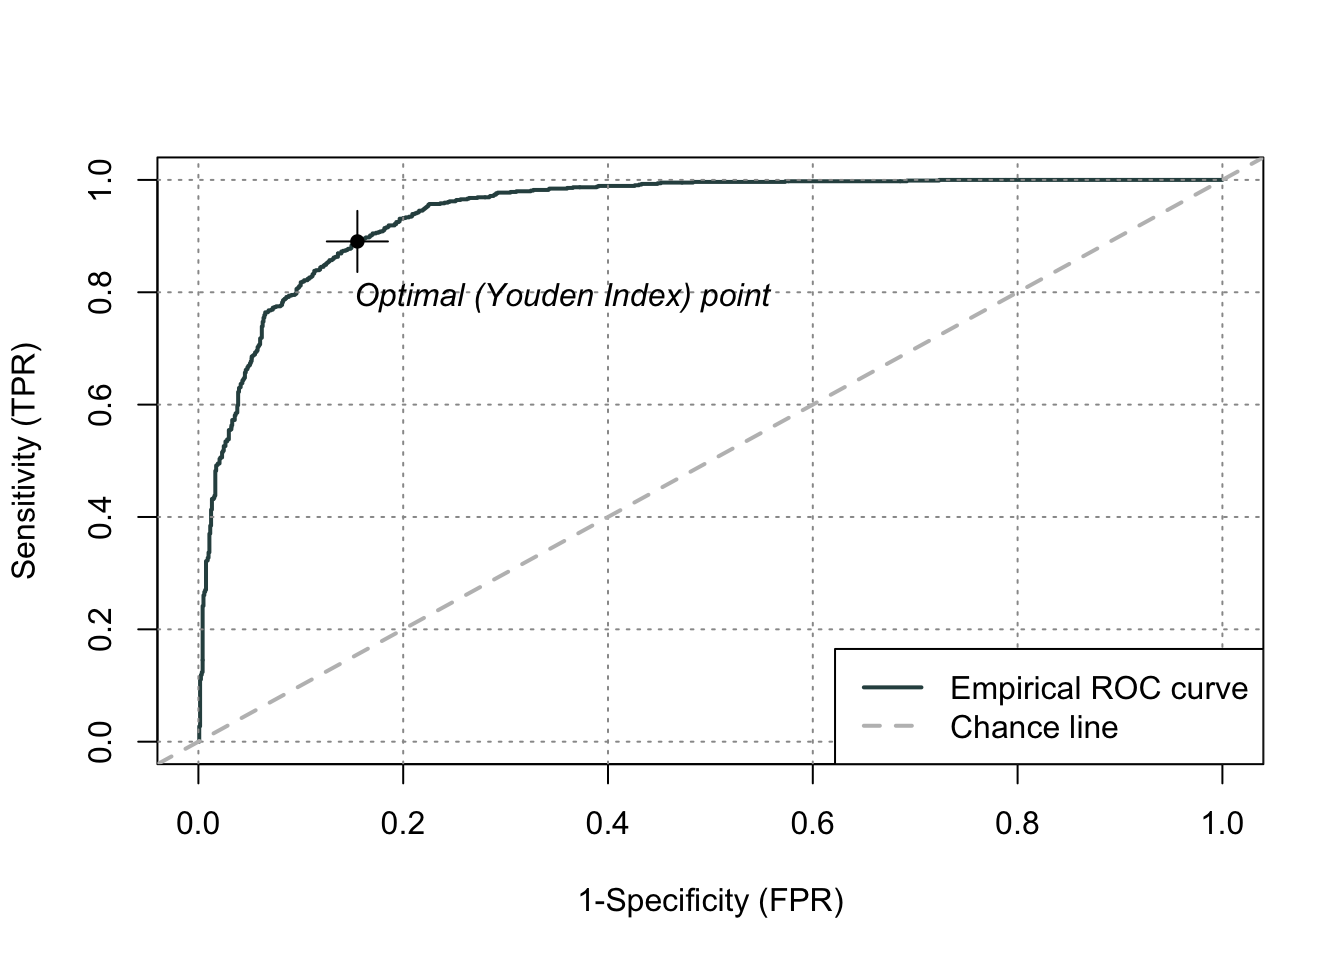 Sensitivity (TPR)
1.0
0.8
0.6
0.4
0.2
0.0
Optimal (Youden Index) point
Empirical ROC curve
Chance line
0.0 0.2 0.4 0.6 0.8 1.0
1-Specificity (FPR)